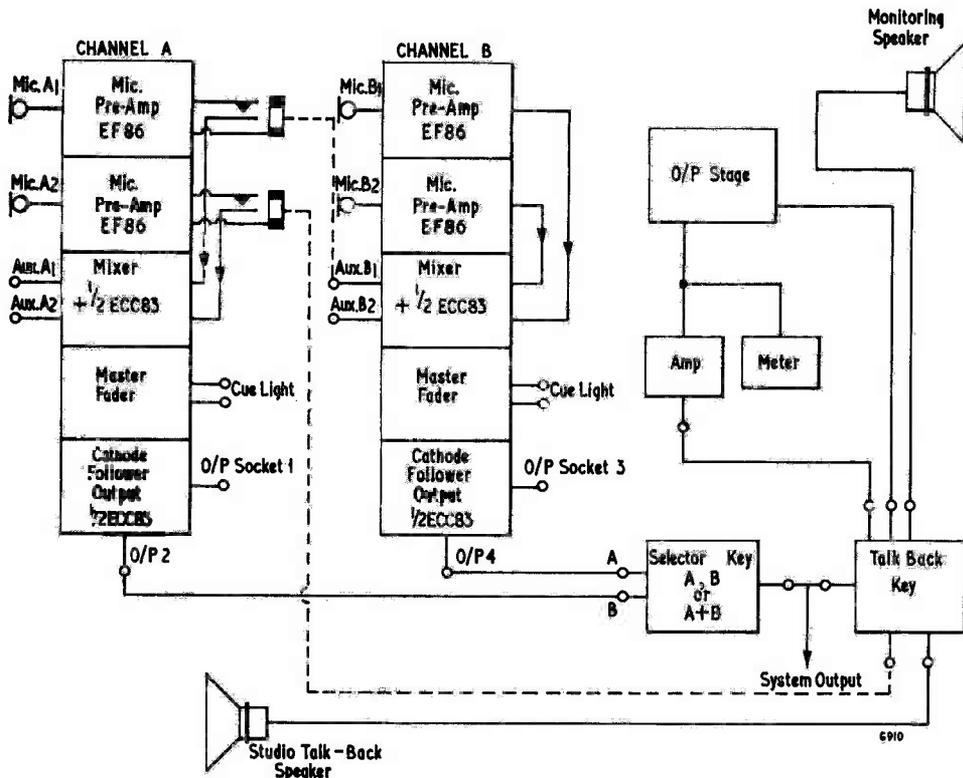 CHANNEL A
Mic.A1
Mic.
Pre-Amp
EF86
Mic.A2
Mic.
Pre-Amp
EF86
Aux.A1
Aux.A2
Mixer
+ 1/2 ECC83
Master
Fader
Cue Light
Cathode
Follower
Output
1/2ECC83
O/P Socket 1
O/P 2
CHANNEL B
Mic.B1
Mic.
Pre-Amp
EF86
Mic.B2
Mic.
Pre-Amp
EF86
Aux.B1
Aux.B2
Mixer
+ 1/2 ECC83
Master
Fader
Cue Light
Cathode
Follower
Output
1/2ECC83
O/P Socket 3
O/P 4
Monitoring
Speaker
O/P Stage
Amp
Meter
A
B
Selector Key
A, B
or
A+B
Talk Back
Key
System Output
Studio Talk-Back
Speaker
6910